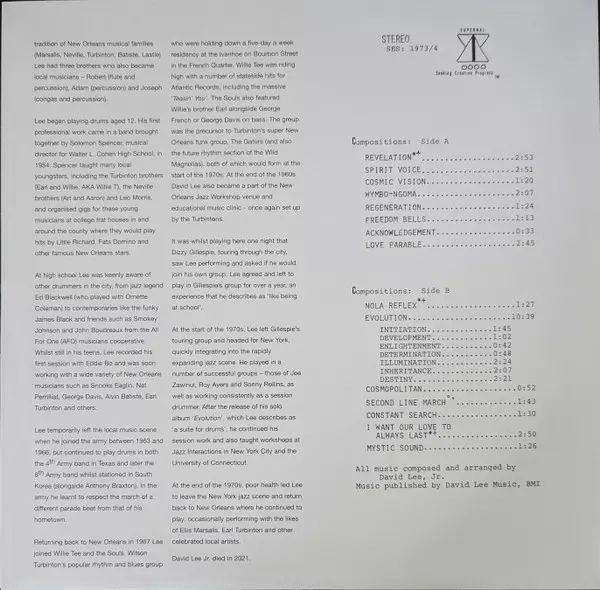 tradition of New Orleans musical families
(Marsalis, Neville, Turbinton, Batiste, Lastie)
Lee had three brothers who also became
local musicians – Robert (flute and
percussion), Adam (percussion) and Joseph
(congas and percussion).
Lee began playing drums aged 12. His first
professional work came in a band brought
together by Solomon Spencer, musical
director for Walter L. Cohen High School, in
1954. Spencer taught many local
youngsters, including the Turbinton brothers
(Earl and Willie, AKA Willie T), the Neville
brothers (Art and Aaron) and Leo Morris,
and organised gigs for these young
musicians at college frat houses in and
around the county where they would play
hits by Little Richard, Fats Domino and
other famous New Orleans stars.
At high school Lee was keenly aware of
other drummers in the city, from jazz legend
Ed Blackwell (who played with Ornette
Coleman) to contemporaries like the funky
James Black and friends such as Smokey
Johnson and John Boudreaux from the All
For One (AFO) musicians cooperative.
Whilst still in his teens, Lee recorded his
first session with Eddie Bo and was soon
working with a wide variety of New Orleans
musicians such as Snooks Eaglin, Nat
Perrilliat, George Davis, Alvin Batiste, Earl
Turbinton and others.
Lee temporarily left the local music scene
when he joined the army between 1963 and
1966, but continued to play drums in both
the 4th Army band in Texas and later the
8th Army band whilst stationed in South
Korea (alongside Anthony Braxton). In the
army he learnt to respect the march of a
different parade beat from that of his
hometown.
Returning back to New Orleans in 1967 Lee
joined Willie Tee and the Souls, Wilson
Turbinton's popular rhythm and blues group
who were holding down a five-day a week
residency at the Ivanhoe on Bourbon Street
in the French Quarter. Willie Tee was riding
high with a number of stateside hits for
Atlantic Records, including the massive
'Teasin' You'. The Souls also featured
Willie's brother Earl alongside George
French or George Davis on bass. The group
was the precursor to Turbinton's super New
Orleans funk group, The Gaturs (and also
the future rhythm section of the Wild
Magnolias), both of which would form at the
start of the 1970s. At the end of the 1960s
David Lee also became a part of the New
Orleans Jazz Workshop venue and
educational music clinic - once again set up
by the Turbintons.
It was whilst playing here one night that
Dizzy Gillespie, touring through the city,
saw Lee performing and asked if he would
join his own group. Lee agreed and left to
play in Gillespie's group for over a year, an
experience that he describes as "like being
at school".
At the start of the 1970s, Lee left Gillespie's
touring group and headed for New York,
quickly integrating into the rapidly
expanding jazz scene. He played in a
number of successful groups – those of Joe
Zawinul, Roy Ayers and Sonny Rollins, as
well as working consistently as a session
drummer. After the release of his solo
album 'Evolution', which Lee describes as
'a suite for drums', he continued his
session work and also taught workshops at
Jazz Interactions in New York City and the
University of Connecticut.
At the end of the 1970s, poor health led Lee
to leave the New York jazz scene and return
back to New Orleans where he continued to
play, occasionally performing with the likes
of Ellis Marsalis, Earl Turbinton and other
celebrated local artists.
David Lee Jr. died in 2021.
STEREO
SES: 1973/4
SUPERNAL
Seeking Creative Progress TM
Compositions: Side A
REVELATION*+....................2:53
SPIRIT VOICE....................2:51
COSMIC VISION...................1:20
WYMBO-NGOMA.....................2:07
REGENERATION....................1:24
FREEDOM BELLS...................1:13
ACKNOWLEDGEMENT.................0:33
LOVE PARABLE....................2:45
Compositions: Side B
NOLA REFLEX*+...................1:27
EVOLUTION.......................10:39
INITIATION..............1:45
DEVELOPMENT.............1:02
ENLIGHTENMENT...........0:42
DETERMINATION...........0:48
ILLUMINATION............2:24
INHERITANCE.............2:07
DESTINY.................2:21
COSMOPOLITAN....................0:52
SECOND LINE MARCH*+.............1:43
CONSTANT SEARCH.................1:30
I WANT OUR LOVE TO
ALWAYS LAST*+.................2:50
MYSTIC SOUND....................1:26
All music composed and arranged by
David Lee, Jr.
Music published by David Lee Music, BMI